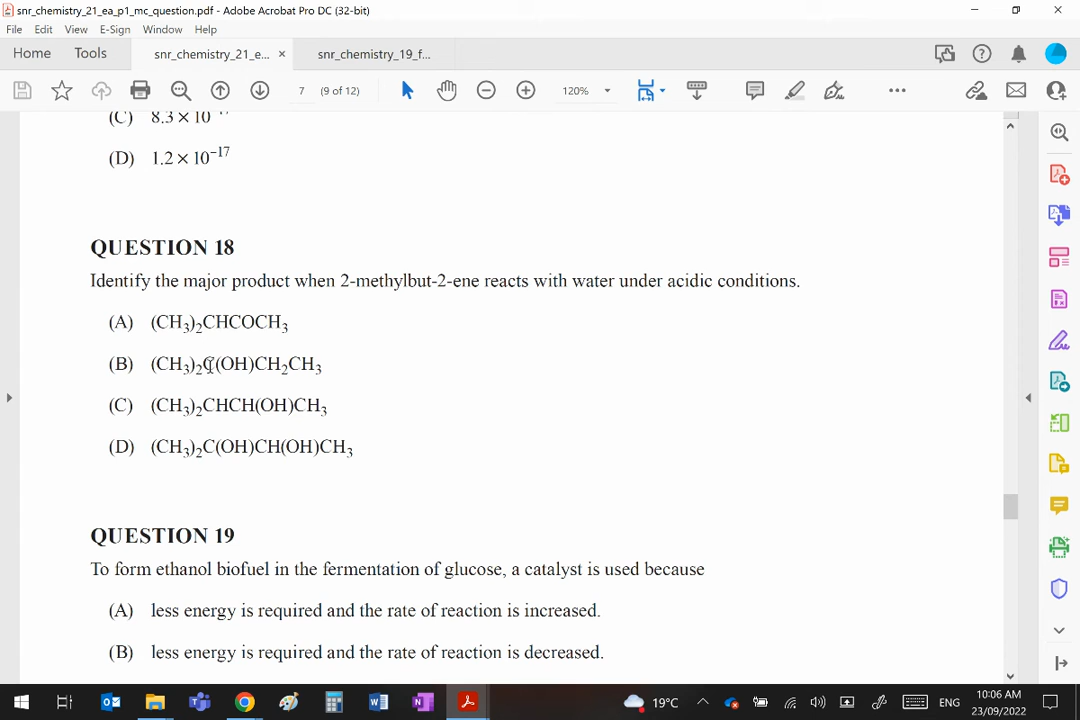 snr_chemistry_21_ea_p1_mc_question.pdf - Adobe Acrobat Pro DC (32-bit)
File Edit View E-Sign Window Help
Home Tools snr_chemistry_21_e... × snr_chemistry_19_f...
7 (9 of 12) 120%
(C) 8.3 × 10
(D) 1.2 × 10⁻¹⁷
QUESTION 18
Identify the major product when 2-methylbut-2-ene reacts with water under acidic conditions.
(A) (CH₃)₂CHCOCH₃
(B) (CH₃)₂C(OH)CH₂CH₃
(C) (CH₃)₂CHCH(OH)CH₃
(D) (CH₃)₂C(OH)CH(OH)CH₃
QUESTION 19
To form ethanol biofuel in the fermentation of glucose, a catalyst is used because
(A) less energy is required and the rate of reaction is increased.
(B) less energy is required and the rate of reaction is decreased.
19°C ENG 10:06 AM
23/09/2022